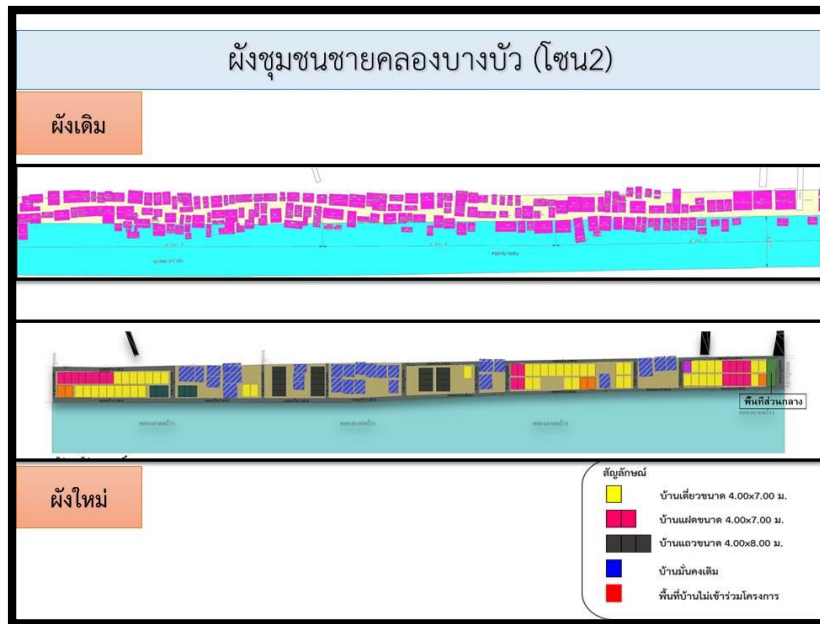 ผังชุมชนชายคลองบางบัว (โซน2)
ผังเดิม
พื้นที่ส่วนกลาง
ผังใหม่
สัญลักษณ์
บ้านเดี่ยวขนาด 4.00x7.00 ม.
บ้านแฝดขนาด 4.00x7.00 ม.
บ้านแถวขนาด 4.00x8.00 ม.
บ้านมั่นคงเดิม
พื้นที่บ้านไม่เข้าร่วมโครงการ